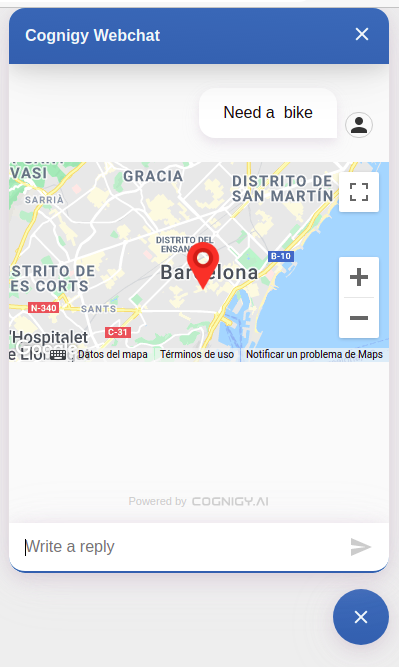 Cognigy Webchat
Need a  bike
VASI
GRACIA
DISTRITO DE
SAN MARTÍN
SARRIÀ
DISTRITO DEL
B-10
Barcelona
STRITO DE
ES CORTS
N-340
SANTS
C-31
'Hospitalet
Google
Datos del mapa
Términos de uso
Notificar un problema de Maps
Powered by COGNIGY.AI
Write a reply